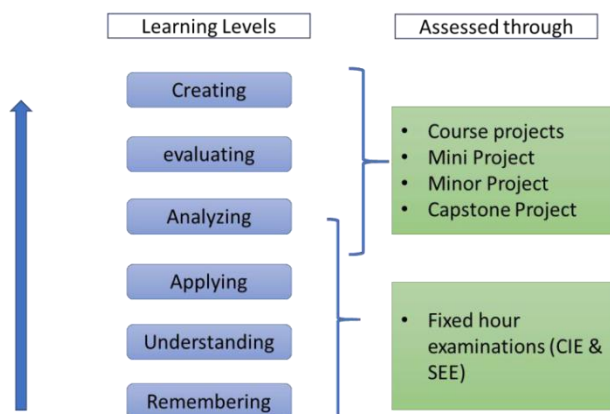 Learning Levels
Assessed through
Creating
evaluating
Analyzing
Applying
Understanding
Remembering
• Course projects
• Mini Project
• Minor Project
• Capstone Project
• Fixed hour
examinations (CIE &
SEE)